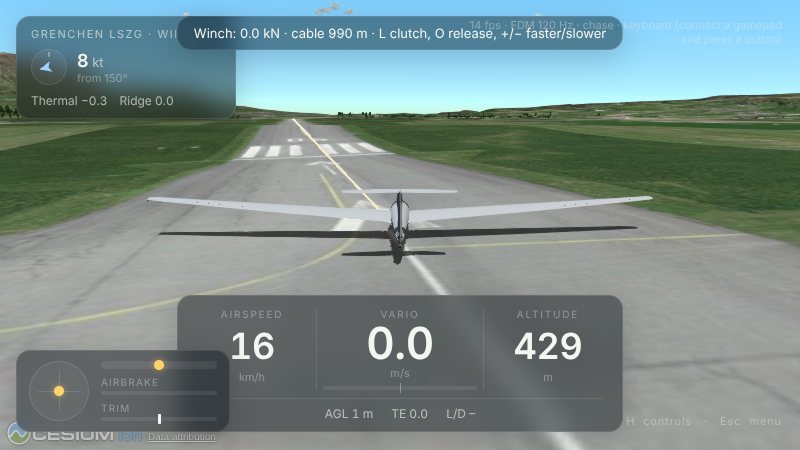 GRENCHEN LSZG · WI
Winch: 0.0 kN · cable 990 m · L clutch, O release, +/− faster/slower
14 fps · FDM 120 Hz · chase · keyboard (connect a gamepad
and press a button)
8 kt
from 150°
Thermal −0.3 Ridge 0.0
AIRSPEED
16
km/h
VARIO
0.0
m/s
ALTITUDE
429
m
AGL 1 m TE 0.0 L/D –
AIRBRAKE
TRIM
CESIUM ion Data attribution
H controls · Esc menu